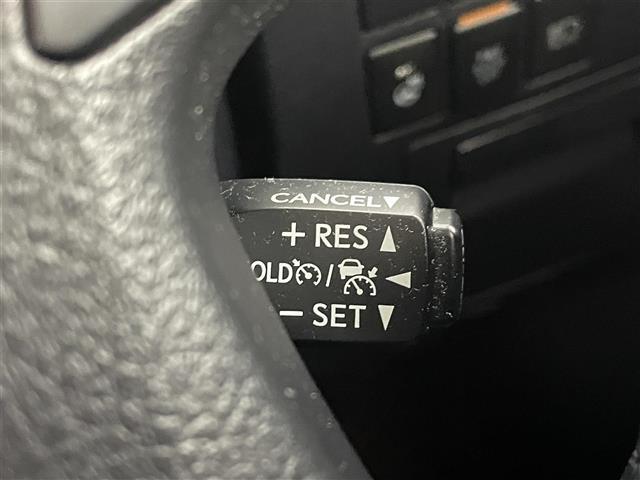 CANCEL▼
+ RES ▲
OLD / ◀
− SET ▼